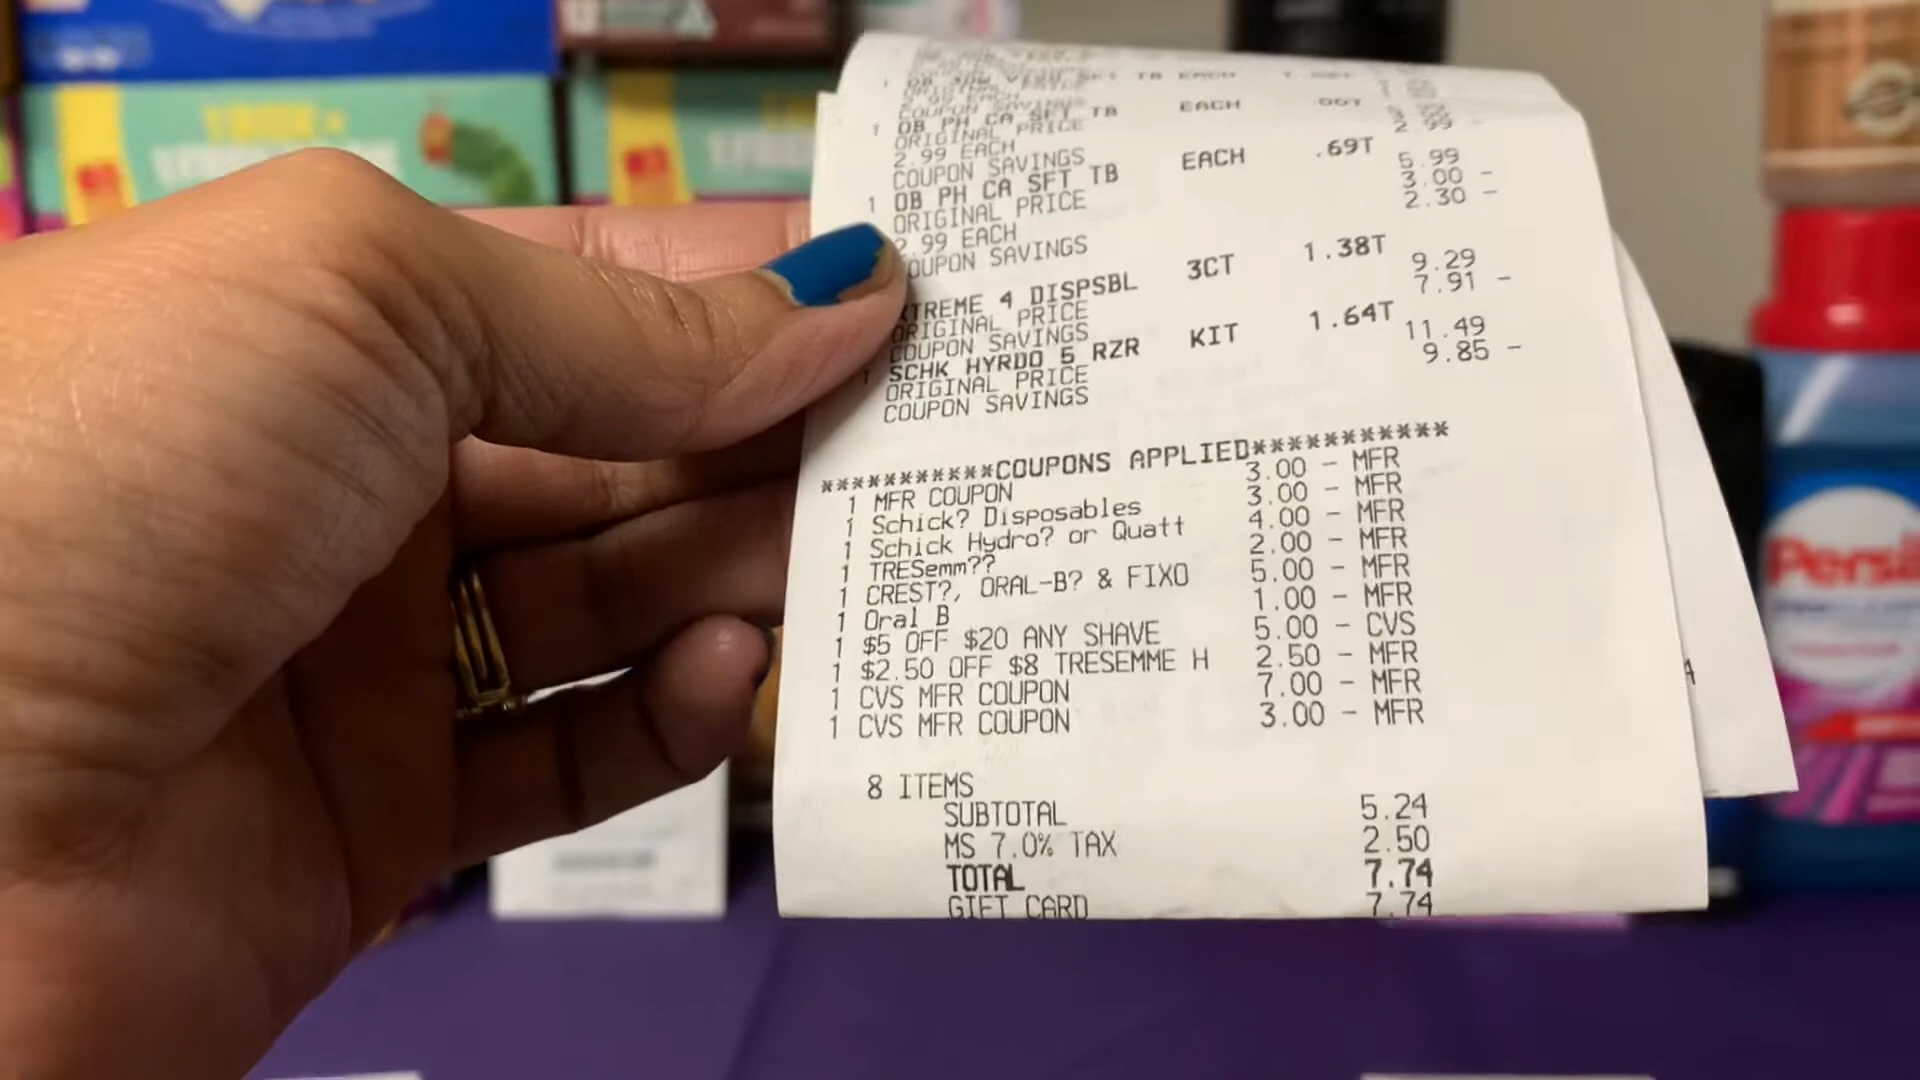 1 OB PH CA SFT TB EACH .00T
ORIGINAL PRICE 2.99
2.99 EACH
COUPON SAVINGS
1 OB PH CA SFT TB EACH .69T
ORIGINAL PRICE 5.99
2.99 EACH 3.00 -
COUPON SAVINGS 2.30 -
XTREME 4 DISPSBL 3CT 1.38T
ORIGINAL PRICE 9.29
COUPON SAVINGS 7.91 -
1 SCHK HYRDO 5 RZR KIT 1.64T
ORIGINAL PRICE 11.49
COUPON SAVINGS 9.85 -
***********COUPONS APPLIED***********
1 MFR COUPON 3.00 - MFR
1 Schick? Disposables 3.00 - MFR
1 Schick Hydro? or Quatt 4.00 - MFR
1 TRESemm?? 2.00 - MFR
1 CREST?, ORAL-B? & FIXO 5.00 - MFR
1 Oral B 1.00 - MFR
1 $5 OFF $20 ANY SHAVE 5.00 - CVS
1 $2.50 OFF $8 TRESEMME H 2.50 - MFR
1 CVS MFR COUPON 7.00 - MFR
1 CVS MFR COUPON 3.00 - MFR
8 ITEMS
SUBTOTAL 5.24
MS 7.0% TAX 2.50
TOTAL 7.74
GIFT CARD 7.74
Persil